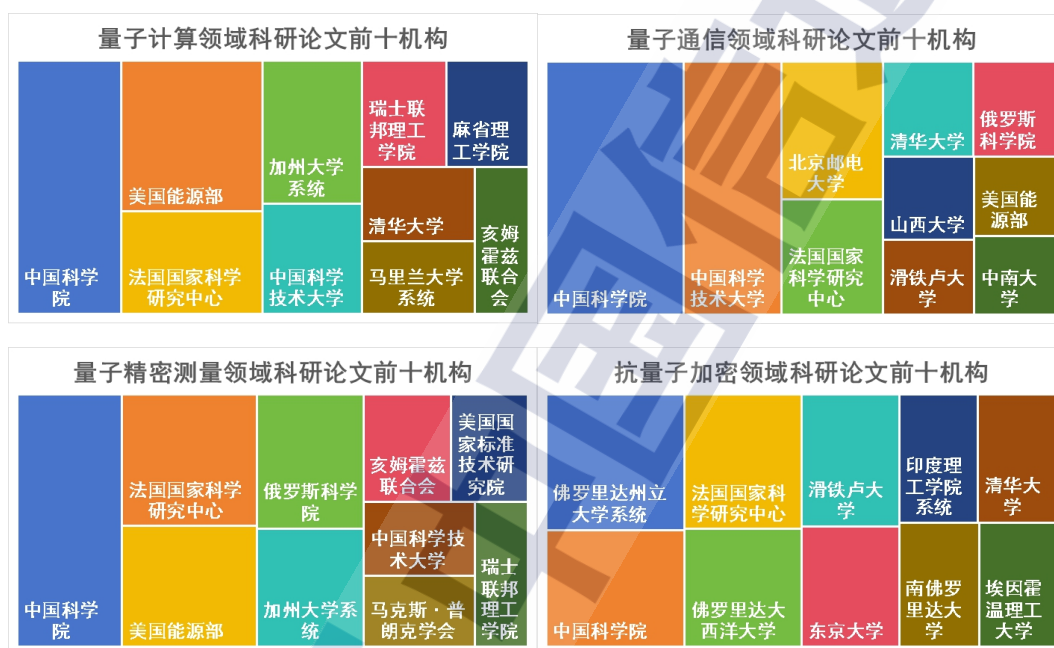 量子计算领域科研论文前十机构
中国科学
院
美国能源部
法国国家科学
研究中心
加州大学
系统
中国科学
技术大学
瑞士联
邦理工
学院
麻省理
工学院
清华大学
马里兰大学
系统
亥姆
霍兹
联合
会
量子通信领域科研论文前十机构
中国科学院
中国科学
技术大学
北京邮电
大学
法国国家
科学研究
中心
清华大学
俄罗斯
科学院
山西大学
美国能
源部
滑铁卢大
学
中南大
学
量子精密测量领域科研论文前十机构
中国科学
院
法国国家科学
研究中心
美国能源部
俄罗斯科学
院
加州大学系
统
亥姆霍兹
联合会
美国国
家标准
技术研
究院
中国科学技
术大学
马克斯·普
朗克学会
瑞士
联邦
理工
学院
抗量子加密领域科研论文前十机构
佛罗里达州立
大学系统
中国科学院
法国国家科
学研究中心
佛罗里达大
西洋大学
滑铁卢大
学
东京大学
印度理
工学院
系统
清华大
学
南佛罗
里达大
学
埃因霍
温理工
大学